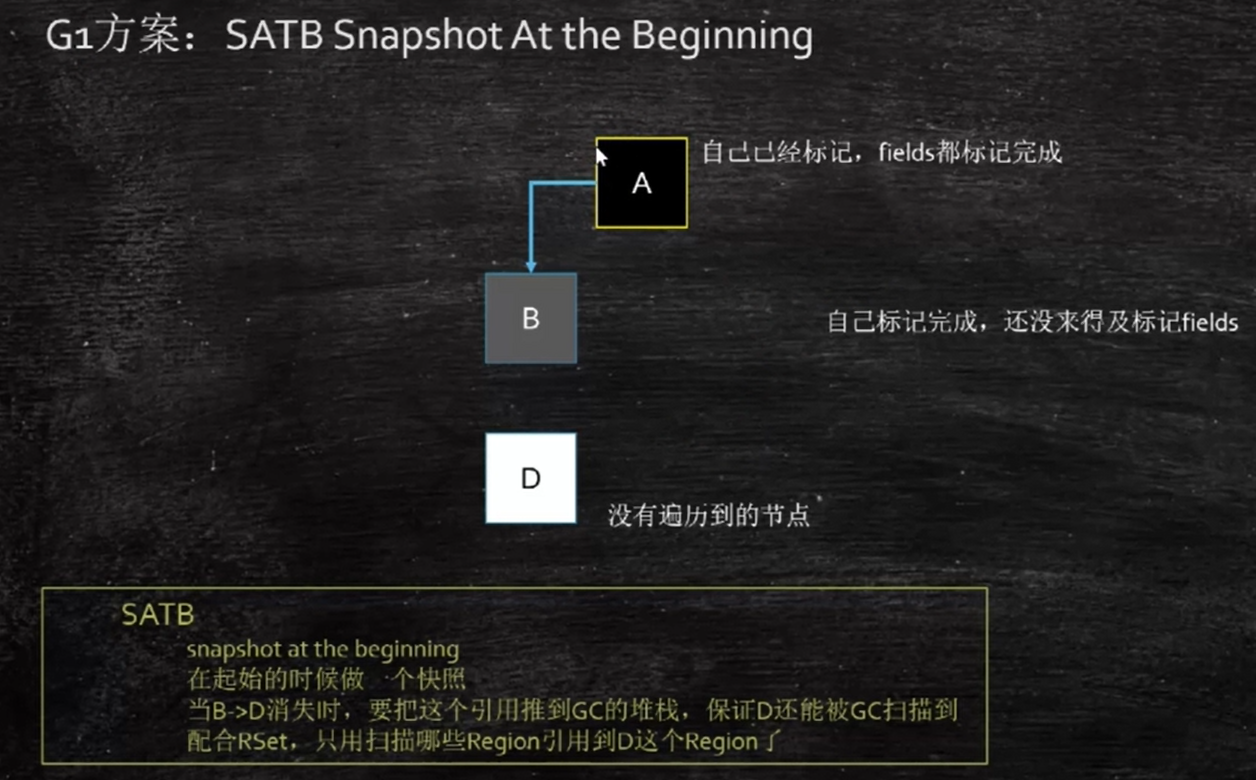 G1方案：SATB Snapshot At the Beginning
A
自己已经标记，fields都标记完成
B
自己标记完成，还没来得及标记fields
D
没有遍历到的节点
SATB
snapshot at the beginning
在起始的时候做 个快照
当B->D消失时，要把这个引用推到GC的堆栈，保证D还能被GC扫描到
配合RSet，只用扫描哪些Region引用到D这个Region了